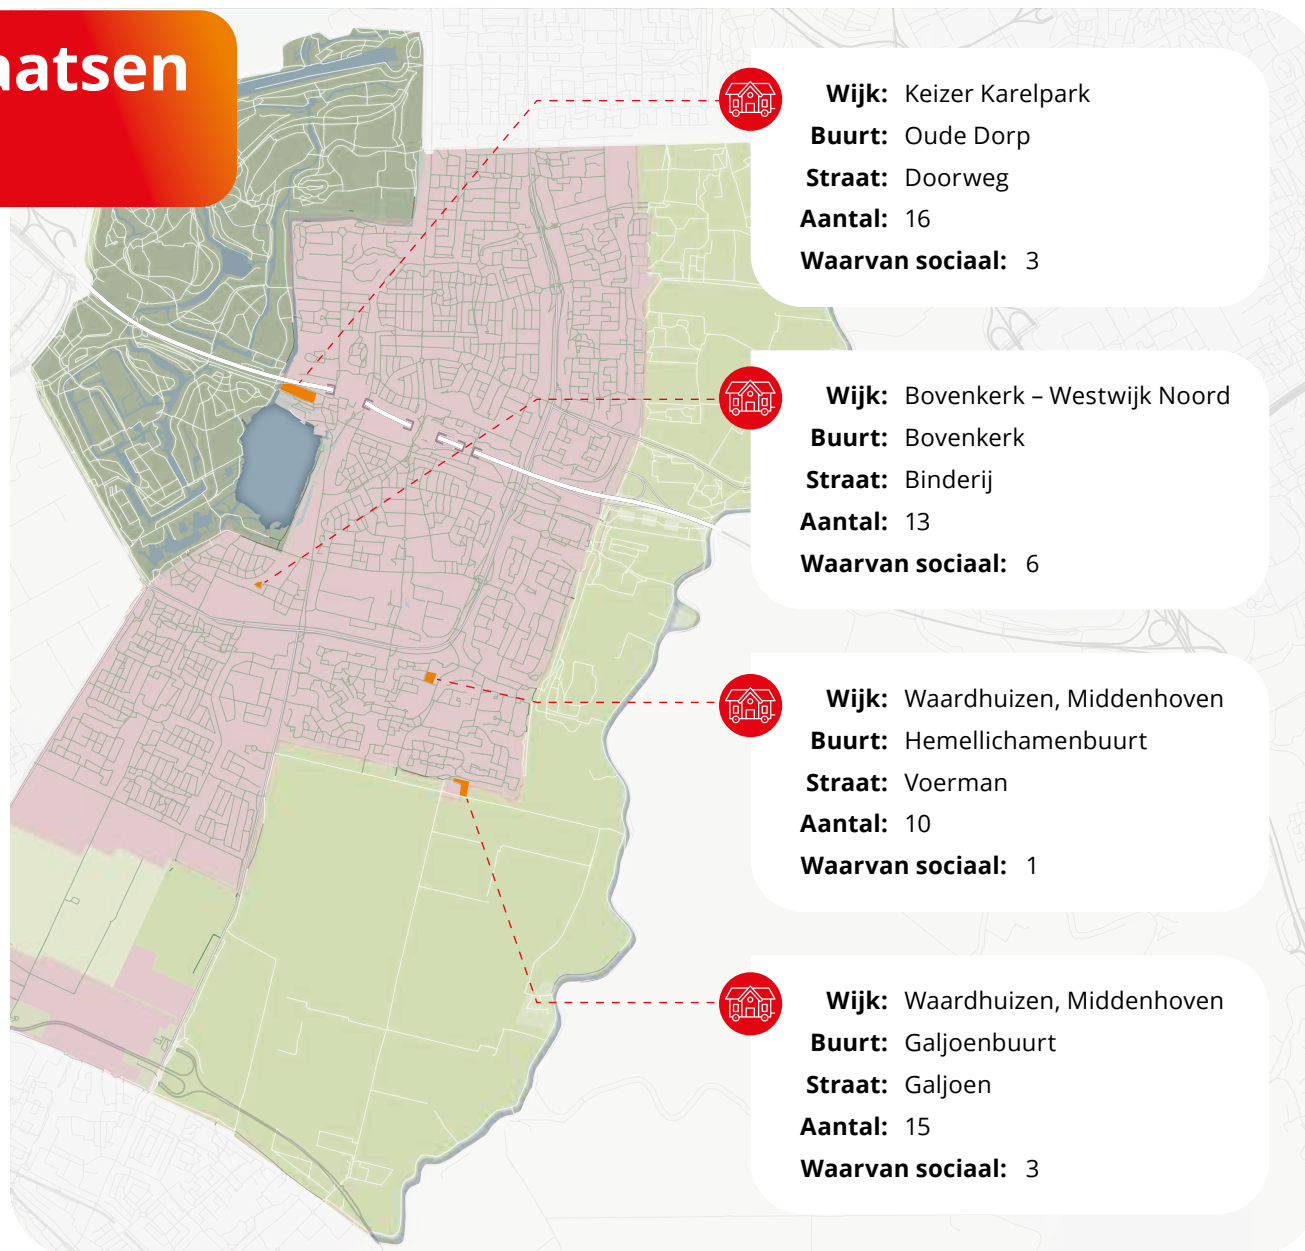 aatsen
Wijk: Keizer Karelpark
Buurt: Oude Dorp
Straat: Doorweg
Aantal: 16
Waarvan sociaal: 3
Wijk: Bovenkerk – Westwijk Noord
Buurt: Bovenkerk
Straat: Binderij
Aantal: 13
Waarvan sociaal: 6
Wijk: Waardhuizen, Middenhoven
Buurt: Hemellichamenbuurt
Straat: Voerman
Aantal: 10
Waarvan sociaal: 1
Wijk: Waardhuizen, Middenhoven
Buurt: Galjoenbuurt
Straat: Galjoen
Aantal: 15
Waarvan sociaal: 3